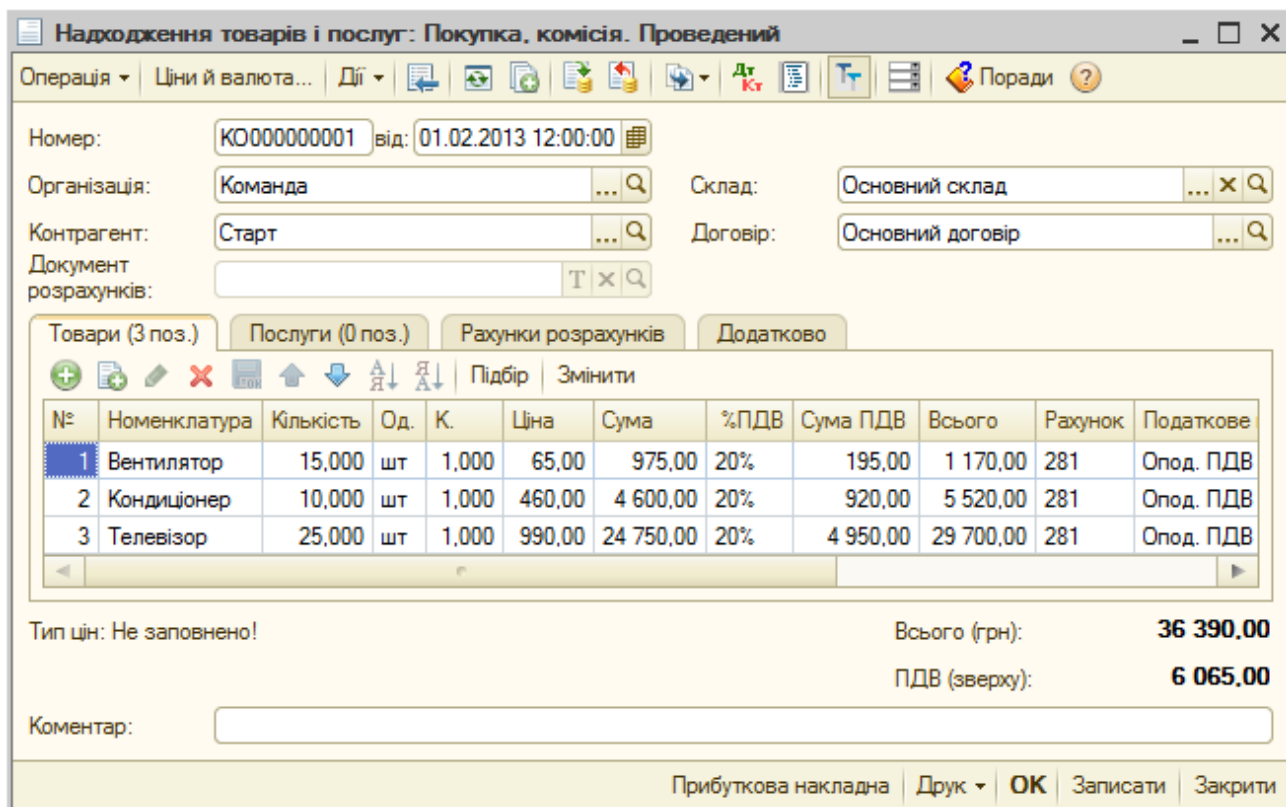 Надходження товарів і послуг: Покупка, комісія. Проведений
Операція Ціни й валюта... Дії Дт Кт Поради
Номер: КО000000001 від: 01.02.2013 12:00:00
Організація: Команда ... Склад: Основний склад ...
Контрагент: Старт ... Договір: Основний договір ...
Документ
розрахунків: T
Товари (3 поз.) Послуги (0 поз.) Рахунки розрахунків Додатково
Підбір Змінити
№ Номенклатура Кількість Од. К. Ціна Сума %ПДВ Сума ПДВ Всього Рахунок Податкове
1 Вентилятор 15,000 шт 1,000 65,00 975,00 20% 195,00 1 170,00 281 Опод. ПДВ
2 Кондиціонер 10,000 шт 1,000 460,00 4 600,00 20% 920,00 5 520,00 281 Опод. ПДВ
3 Телевізор 25,000 шт 1,000 990,00 24 750,00 20% 4 950,00 29 700,00 281 Опод. ПДВ
Тип цін: Не заповнено! Всього (грн): 36 390,00
ПДВ (зверху): 6 065,00
Коментар:
Прибуткова накладна Друк OK Записати Закрити